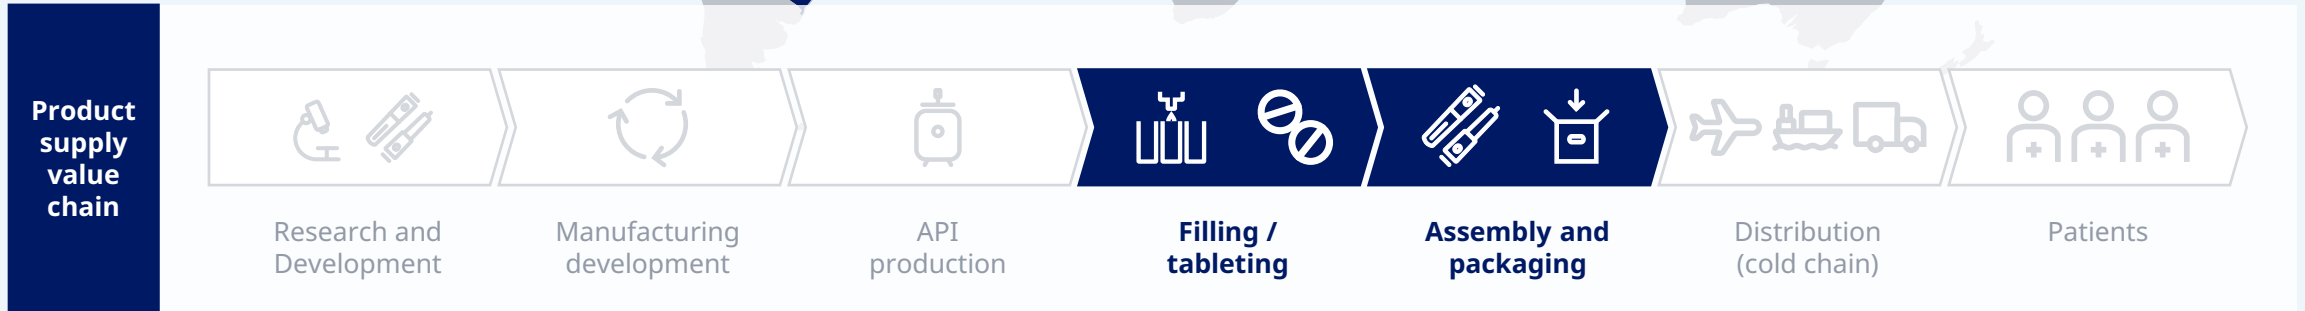 Product
supply
value
chain
Research and
Development
Manufacturing
development
API
production
Filling /
tableting
Assembly and
packaging
Distribution
(cold chain)
Patients